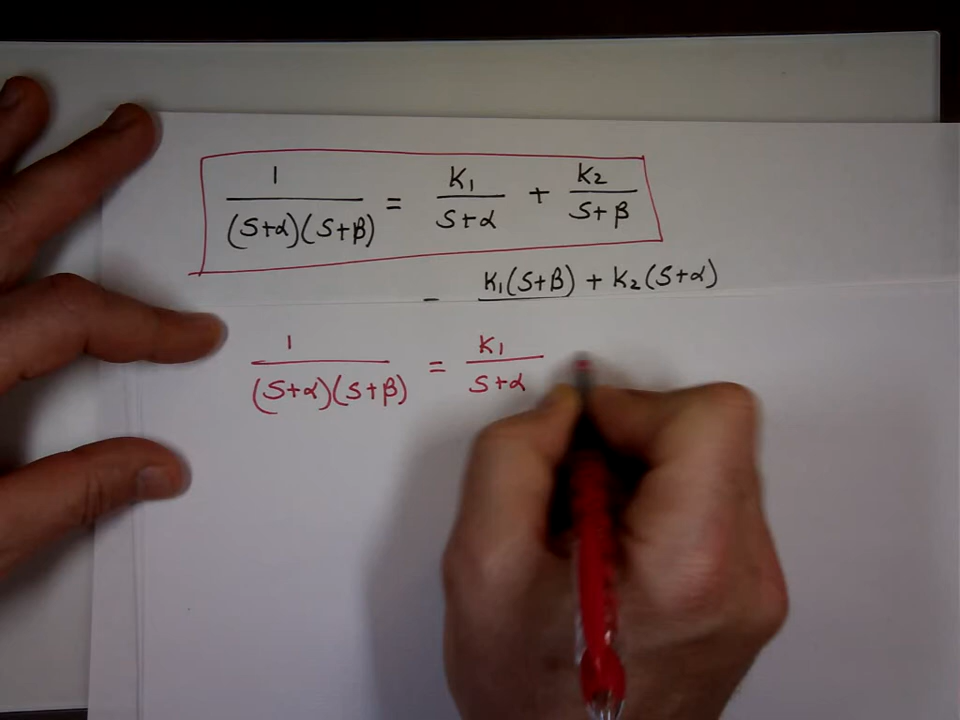 1/((S+α)(S+β)) = K₁/(S+α) + K₂/(S+β)
= K₁(S+β) + K₂(S+α)
1/((S+α)(S+β)) = K₁/(S+α)